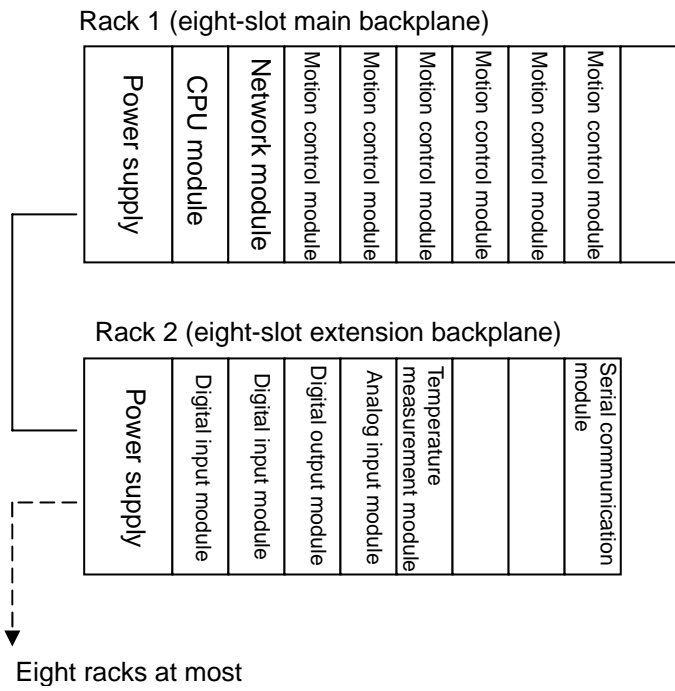 Rack 1 (eight-slot main backplane)
Power supply
CPU module
Network module
Motion control module
Motion control module
Motion control module
Motion control module
Motion control module
Motion control module
Rack 2 (eight-slot extension backplane)
Power supply
Digital input module
Digital input module
Digital output module
Analog input module
Temperature
measurement module
Serial communication
module
Eight racks at most